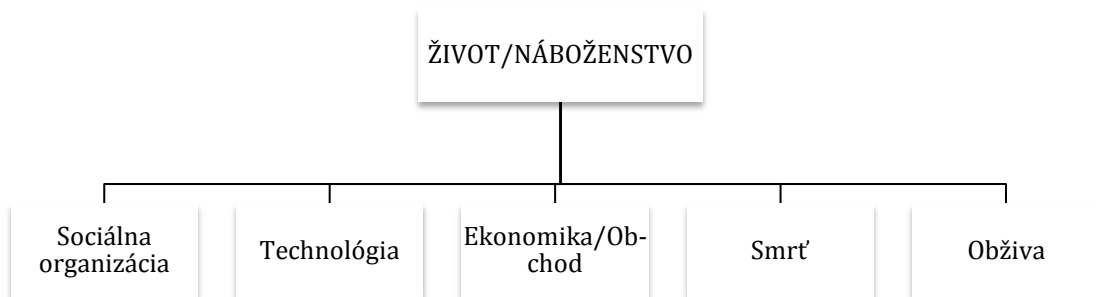 ŽIVOT/NÁBOŽENSTVO
Sociálna
organizácia
Technológia
Ekonomika/Ob-
chod
Smrť
Obživa